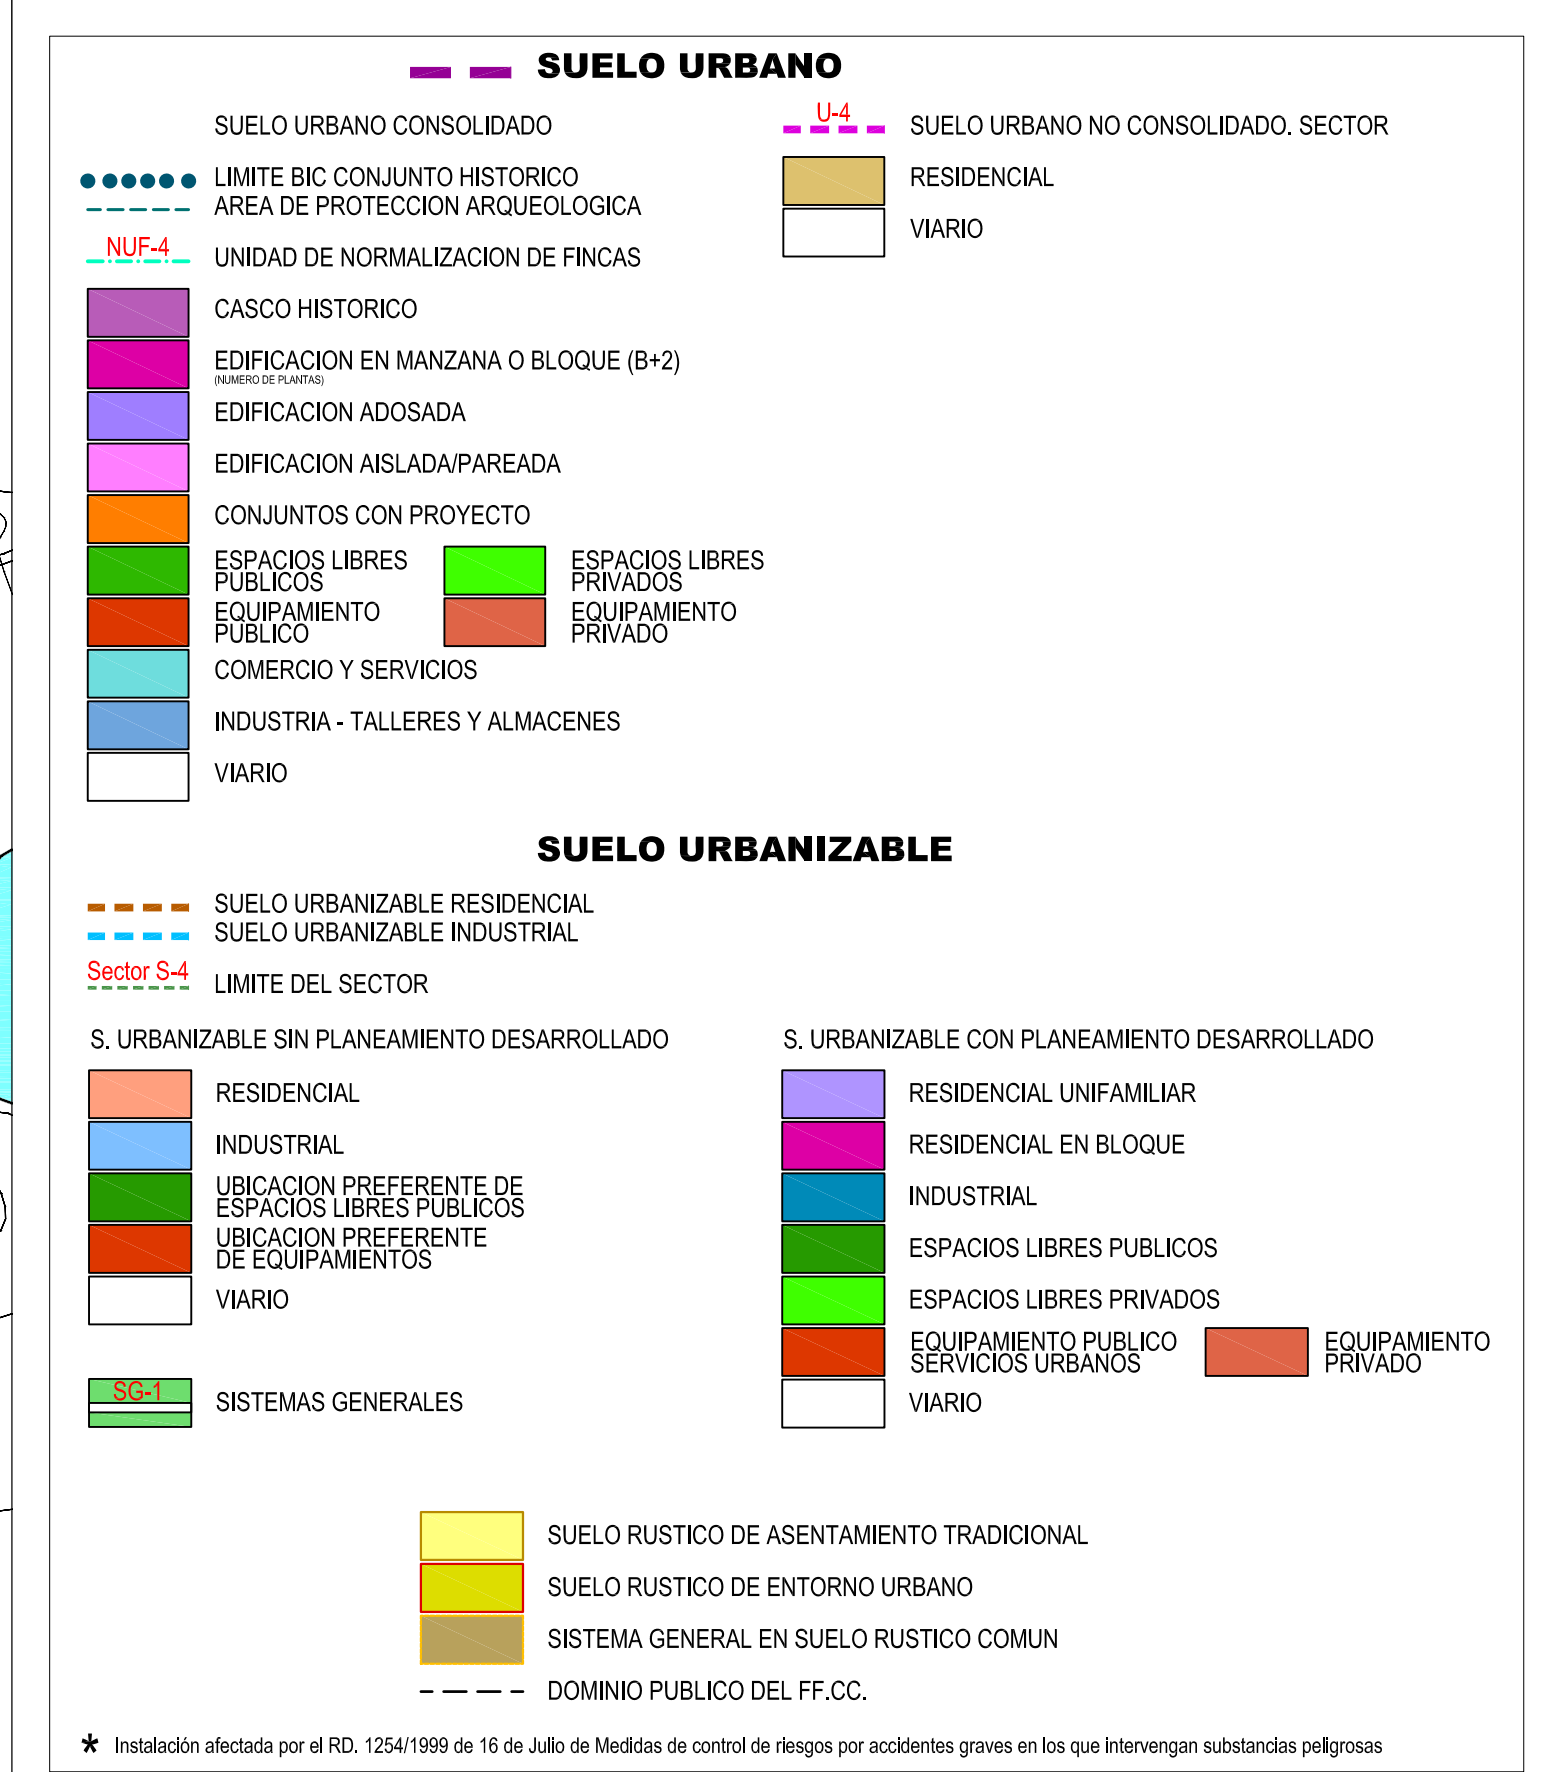 SUELO URBANO
SUELO URBANO CONSOLIDADO
LIMITE BIC CONJUNTO HISTORICO
AREA DE PROTECCION ARQUEOLOGICA
NUF-4
UNIDAD DE NORMALIZACION DE FINCAS
CASCO HISTORICO
EDIFICACION EN MANZANA O BLOQUE (B+2)
(NUMERO DE PLANTAS)
EDIFICACION ADOSADA
EDIFICACION AISLADA/PAREADA
CONJUNTOS CON PROYECTO
ESPACIOS LIBRES
PUBLICOS
ESPACIOS LIBRES
PRIVADOS
EQUIPAMIENTO
PUBLICO
EQUIPAMIENTO
PRIVADO
COMERCIO Y SERVICIOS
INDUSTRIA - TALLERES Y ALMACENES
VIARIO
U-4
SUELO URBANO NO CONSOLIDADO. SECTOR
RESIDENCIAL
VIARIO
SUELO URBANIZABLE
SUELO URBANIZABLE RESIDENCIAL
SUELO URBANIZABLE INDUSTRIAL
Sector S-4
LIMITE DEL SECTOR
S. URBANIZABLE SIN PLANEAMIENTO DESARROLLADO
RESIDENCIAL
INDUSTRIAL
UBICACION PREFERENTE DE
ESPACIOS LIBRES PUBLICOS
UBICACION PREFERENTE
DE EQUIPAMIENTOS
VIARIO
SG-1
SISTEMAS GENERALES
S. URBANIZABLE CON PLANEAMIENTO DESARROLLADO
RESIDENCIAL UNIFAMILIAR
RESIDENCIAL EN BLOQUE
INDUSTRIAL
ESPACIOS LIBRES PUBLICOS
ESPACIOS LIBRES PRIVADOS
EQUIPAMIENTO PUBLICO
SERVICIOS URBANOS
EQUIPAMIENTO
PRIVADO
VIARIO
SUELO RUSTICO DE ASENTAMIENTO TRADICIONAL
SUELO RUSTICO DE ENTORNO URBANO
SISTEMA GENERAL EN SUELO RUSTICO COMUN
DOMINIO PUBLICO DEL FF.CC.
* Instalación afectada por el RD. 1254/1999 de 16 de Julio de Medidas de control de riesgos por accidentes graves en los que intervengan substancias peligrosas